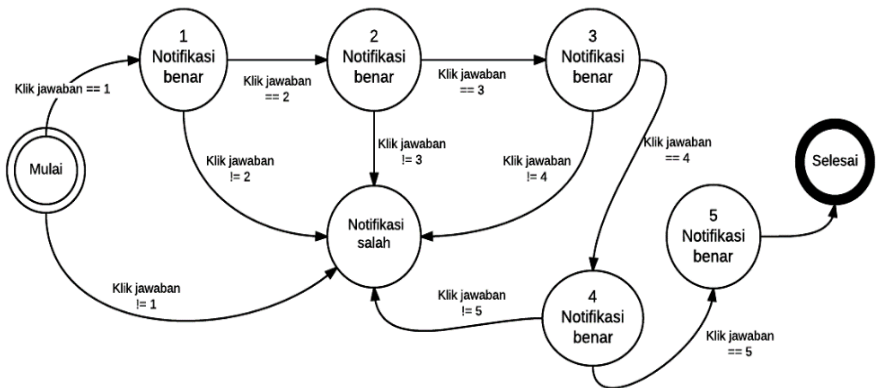 1
Notifikasi
benar
2
Notifikasi
benar
3
Notifikasi
benar
Klik jawaban == 1
Klik jawaban
== 2
Klik jawaban
== 3
Mulai
Klik jawaban
!= 2
Klik jawaban
!= 3
Klik jawaban
!= 4
Klik jawaban
== 4
Selesai
Notifikasi
salah
5
Notifikasi
benar
Klik jawaban
!= 1
Klik jawaban
!= 5
4
Notifikasi
benar
Klik jawaban
== 5